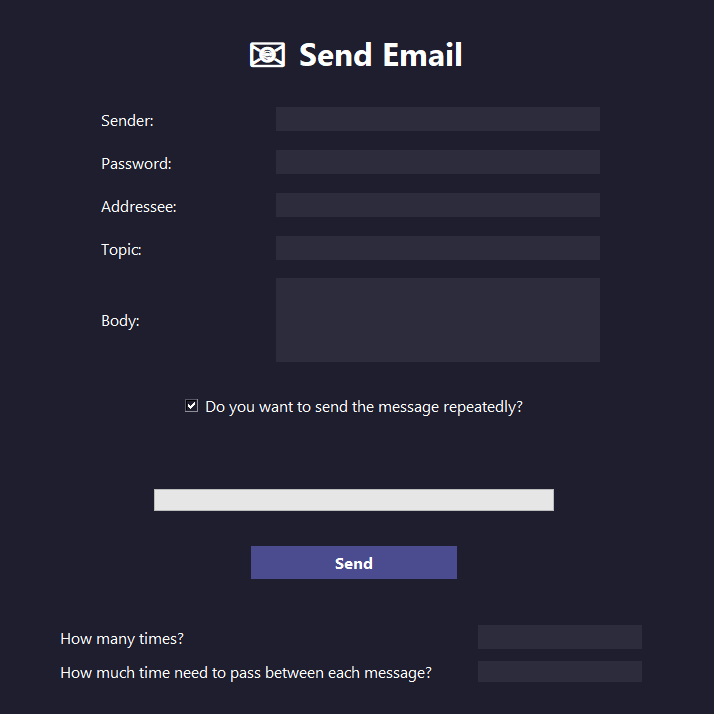 Send Email
Sender:
Password:
Addressee:
Topic:
Body:
Do you want to send the message repeatedly?
Send
How many times?
How much time need to pass between each message?